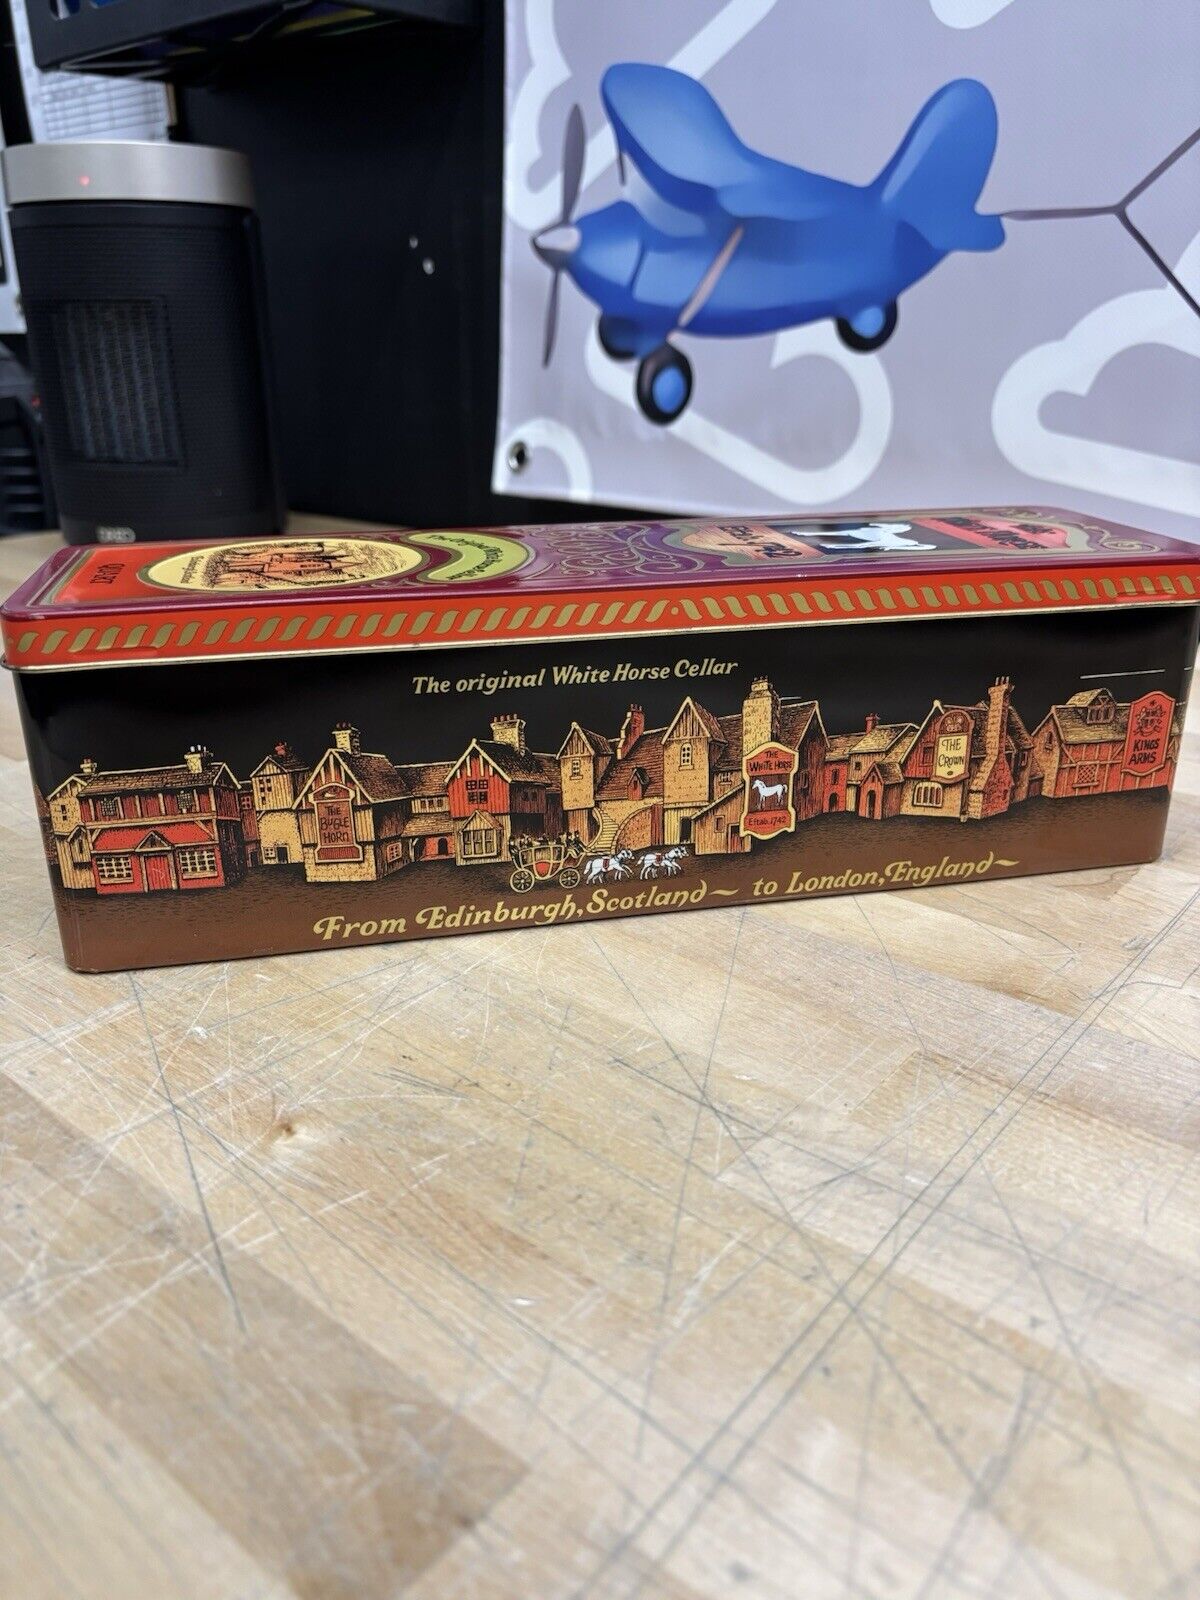 The original White Horse Cellar
THE
BUGLE
HORN
THE
WHITE HORSE
Estab. 1742
THE
CROWN
KINGS
ARMS
From Edinburgh, Scotland~ to London, England~